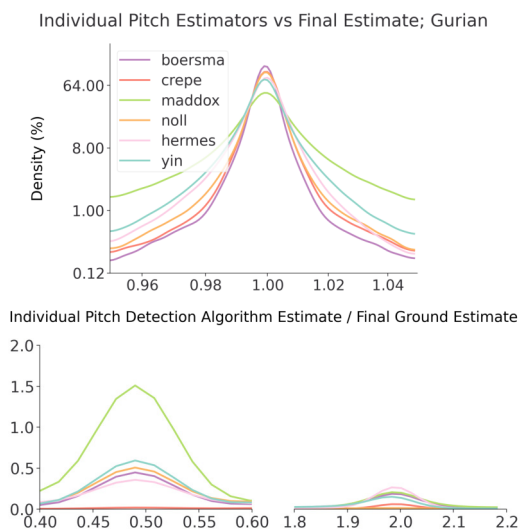 Individual Pitch Estimators vs Final Estimate; Gurian
boersma
crepe
maddox
noll
hermes
yin
Density (%)
64.00
8.00
1.00
0.12
0.96 0.98 1.00 1.02 1.04
Individual Pitch Detection Algorithm Estimate / Final Ground Estimate
2.0
1.5
1.0
0.5
0.0
0.40 0.45 0.50 0.55 0.60 1.8 1.9 2.0 2.1 2.2